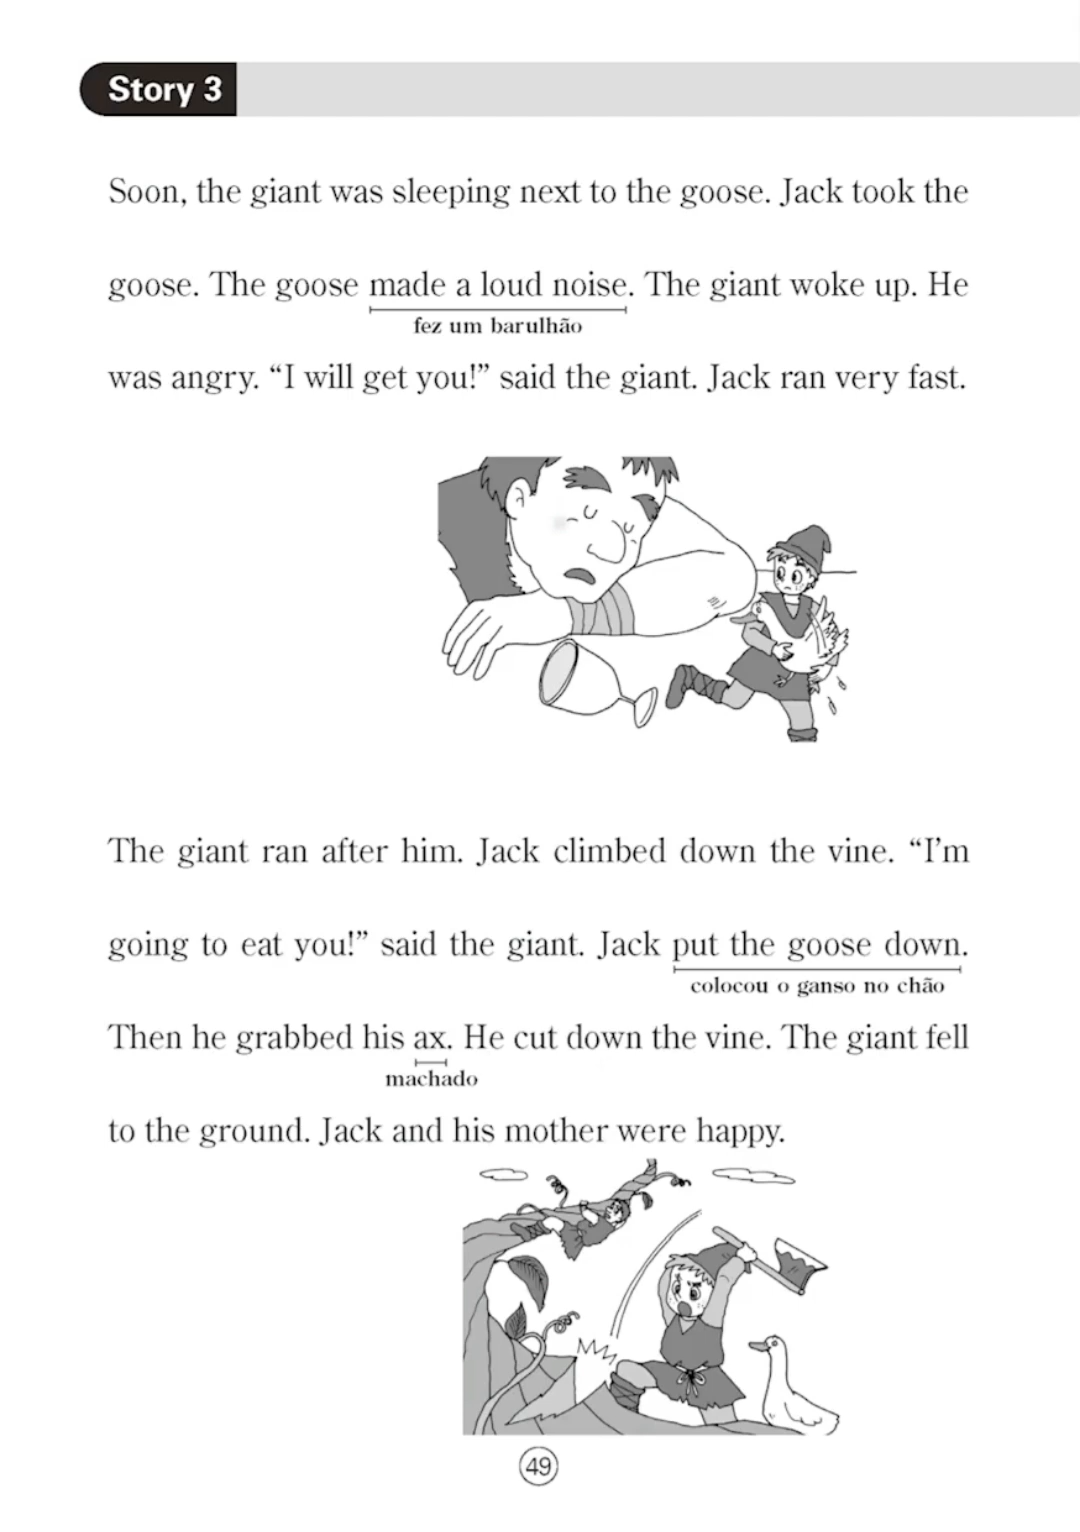 Story 3
Soon, the giant was sleeping next to the goose. Jack took the
goose. The goose made a loud noise. The giant woke up. He
fez um barulhão
was angry. “I will get you!” said the giant. Jack ran very fast.
The giant ran after him. Jack climbed down the vine. “I’m
going to eat you!” said the giant. Jack put the goose down.
colocou o ganso no chão
Then he grabbed his ax. He cut down the vine. The giant fell
machado
to the ground. Jack and his mother were happy.
49